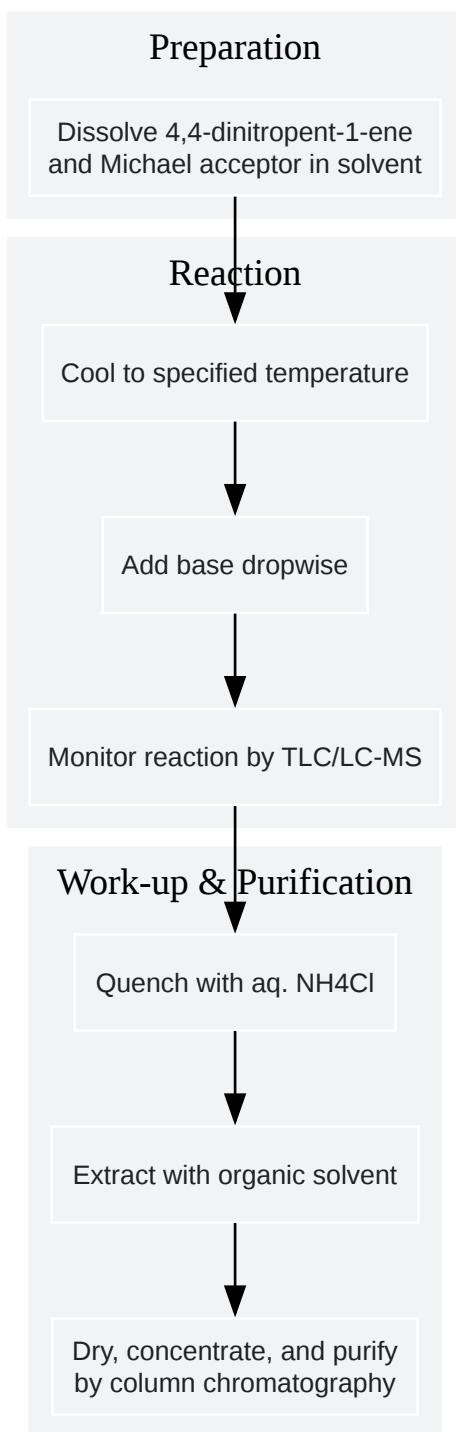 Preparation
Dissolve 4,4-dinitropent-1-ene
and Michael acceptor in solvent
Reaction
Cool to specified temperature
Add base dropwise
Monitor reaction by TLC/LC-MS
Work-up & Purification
Quench with aq. NH4Cl
Extract with organic solvent
Dry, concentrate, and purify
by column chromatography